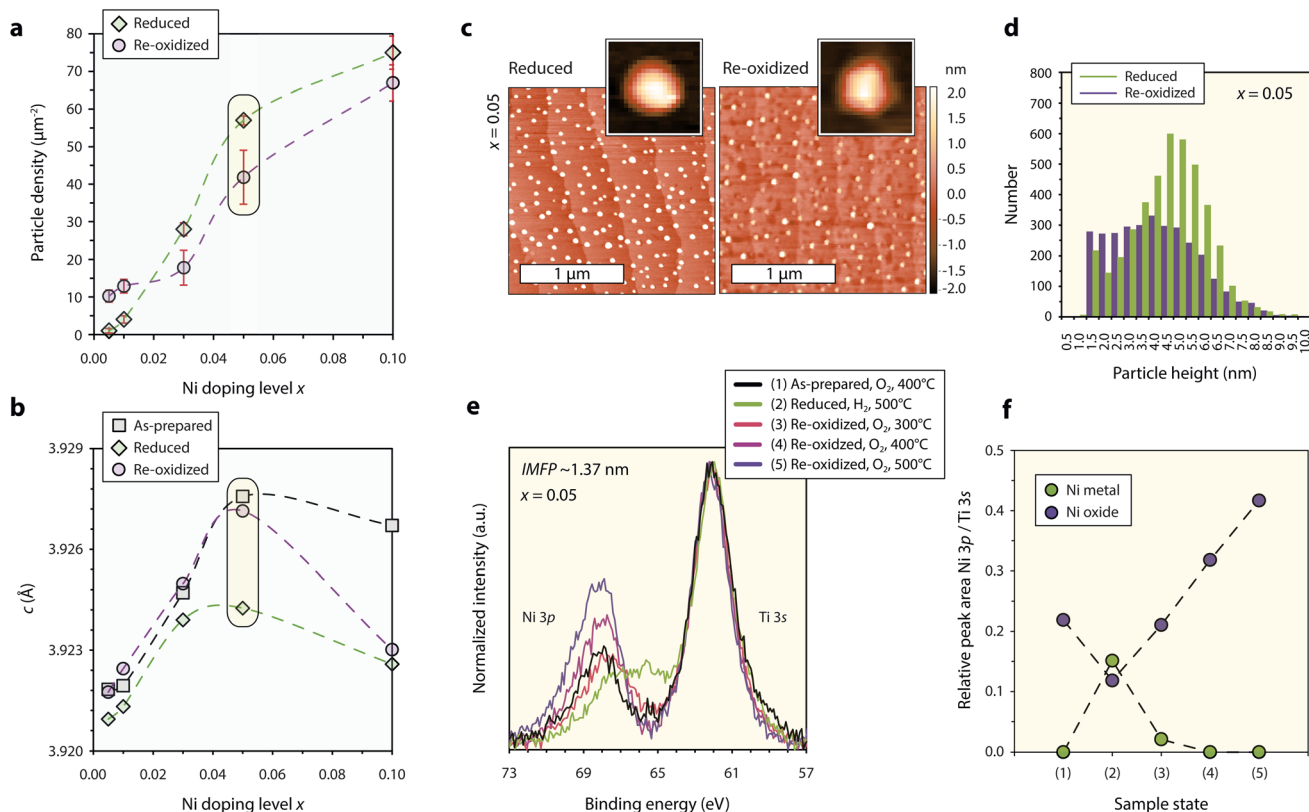 a
Reduced
Re-oxidized
Particle density (μm⁻²)
80
70
60
50
40
30
20
10
0
0.00 0.02 0.04 0.06 0.08 0.10
Ni doping level x
b
As-prepared
Reduced
Re-oxidized
c (Å)
3.929
3.926
3.923
3.920
0.00 0.02 0.04 0.06 0.08 0.10
Ni doping level x
c
Reduced
Re-oxidized
x = 0.05
1 μm
1 μm
nm
2.0
1.5
1.0
0.5
0.0
-0.5
-1.0
-1.5
-2.0
d
Reduced
Re-oxidized
x = 0.05
Number
800
700
600
500
400
300
200
100
0
0.5 1.0 1.5 2.0 2.5 3.0 3.5 4.0 4.5 5.0 5.5 6.0 6.5 7.0 7.5 8.0 8.5 9.0 9.5 10.0
Particle height (nm)
e
(1) As-prepared, O₂, 400°C
(2) Reduced, H₂, 500°C
(3) Re-oxidized, O₂, 300°C
(4) Re-oxidzed, O₂, 400°C
(5) Re-oxidized, O₂, 500°C
IMFP ~1.37 nm
x = 0.05
Ni 3p
Ti 3s
Normalized intensity (a.u.)
73 69 65 61 57
Binding energy (eV)
f
Ni metal
Ni oxide
Relative peak area Ni 3p / Ti 3s
0.5
0.4
0.3
0.2
0.1
0.0
(1) (2) (3) (4) (5)
Sample state